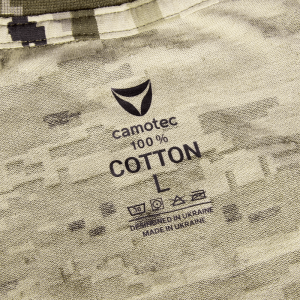 camotec
100%
COTTON
L
DESIGNED IN UKRAINE
MADE IN UKRAINE